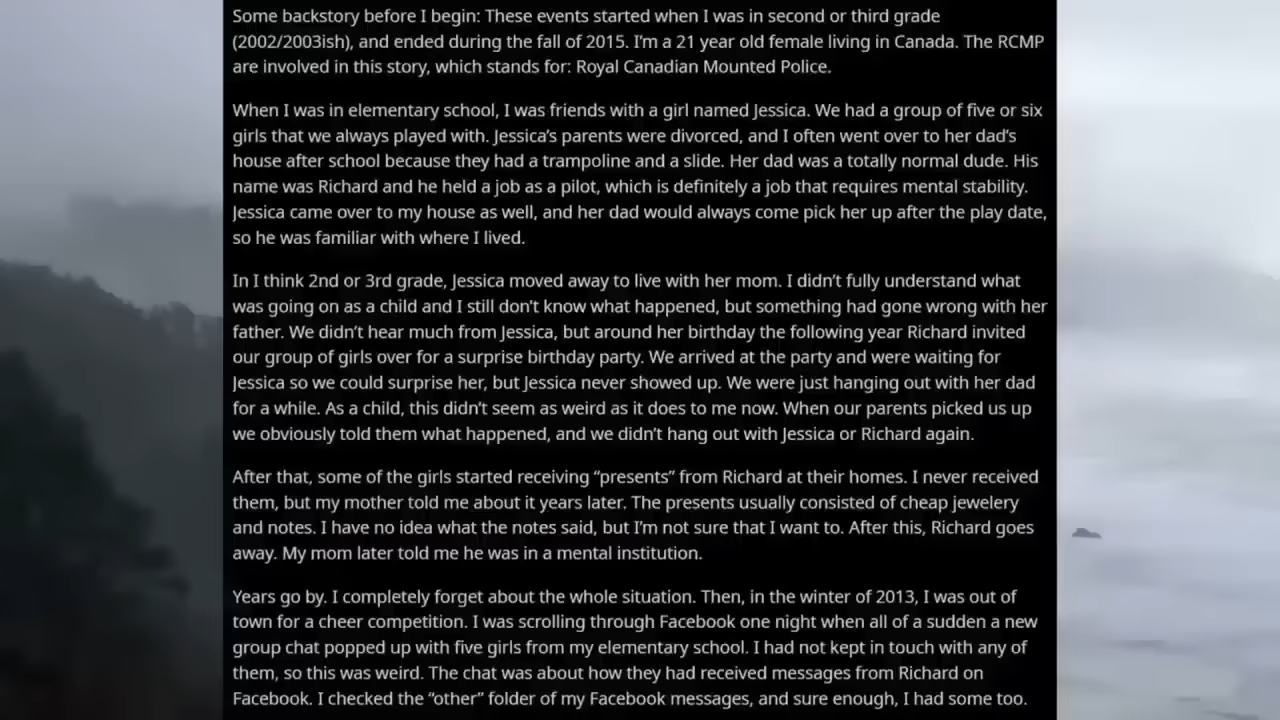 Some backstory before I begin: These events started when I was in second or third grade
(2002/2003ish), and ended during the fall of 2015. I'm a 21 year old female living in Canada. The RCMP
are involved in this story, which stands for: Royal Canadian Mounted Police.
When I was in elementary school, I was friends with a girl named Jessica. We had a group of five or six
girls that we always played with. Jessica's parents were divorced, and I often went over to her dad's
house after school because they had a trampoline and a slide. Her dad was a totally normal dude. His
name was Richard and he held a job as a pilot, which is definitely a job that requires mental stability.
Jessica came over to my house as well, and her dad would always come pick her up after the play date,
so he was familiar with where I lived.
In I think 2nd or 3rd grade, Jessica moved away to live with her mom. I didn't fully understand what
was going on as a child and I still don't know what happened, but something had gone wrong with her
father. We didn't hear much from Jessica, but around her birthday the following year Richard invited
our group of girls over for a surprise birthday party. We arrived at the party and were waiting for
Jessica so we could surprise her, but Jessica never showed up. We were just hanging out with her dad
for a while. As a child, this didn't seem as weird as it does to me now. When our parents picked us up
we obviously told them what happened, and we didn't hang out with Jessica or Richard again.
After that, some of the girls started receiving “presents” from Richard at their homes. I never received
them, but my mother told me about it years later. The presents usually consisted of cheap jewelery
and notes. I have no idea what the notes said, but I'm not sure that I want to. After this, Richard goes
away. My mom later told me he was in a mental institution.
Years go by. I completely forget about the whole situation. Then, in the winter of 2013, I was out of
town for a cheer competition. I was scrolling through Facebook one night when all of a sudden a new
group chat popped up with five girls from my elementary school. I had not kept in touch with any of
them, so this was weird. The chat was about how they had received messages from Richard on
Facebook. I checked the “other” folder of my Facebook messages, and sure enough, I had some too.